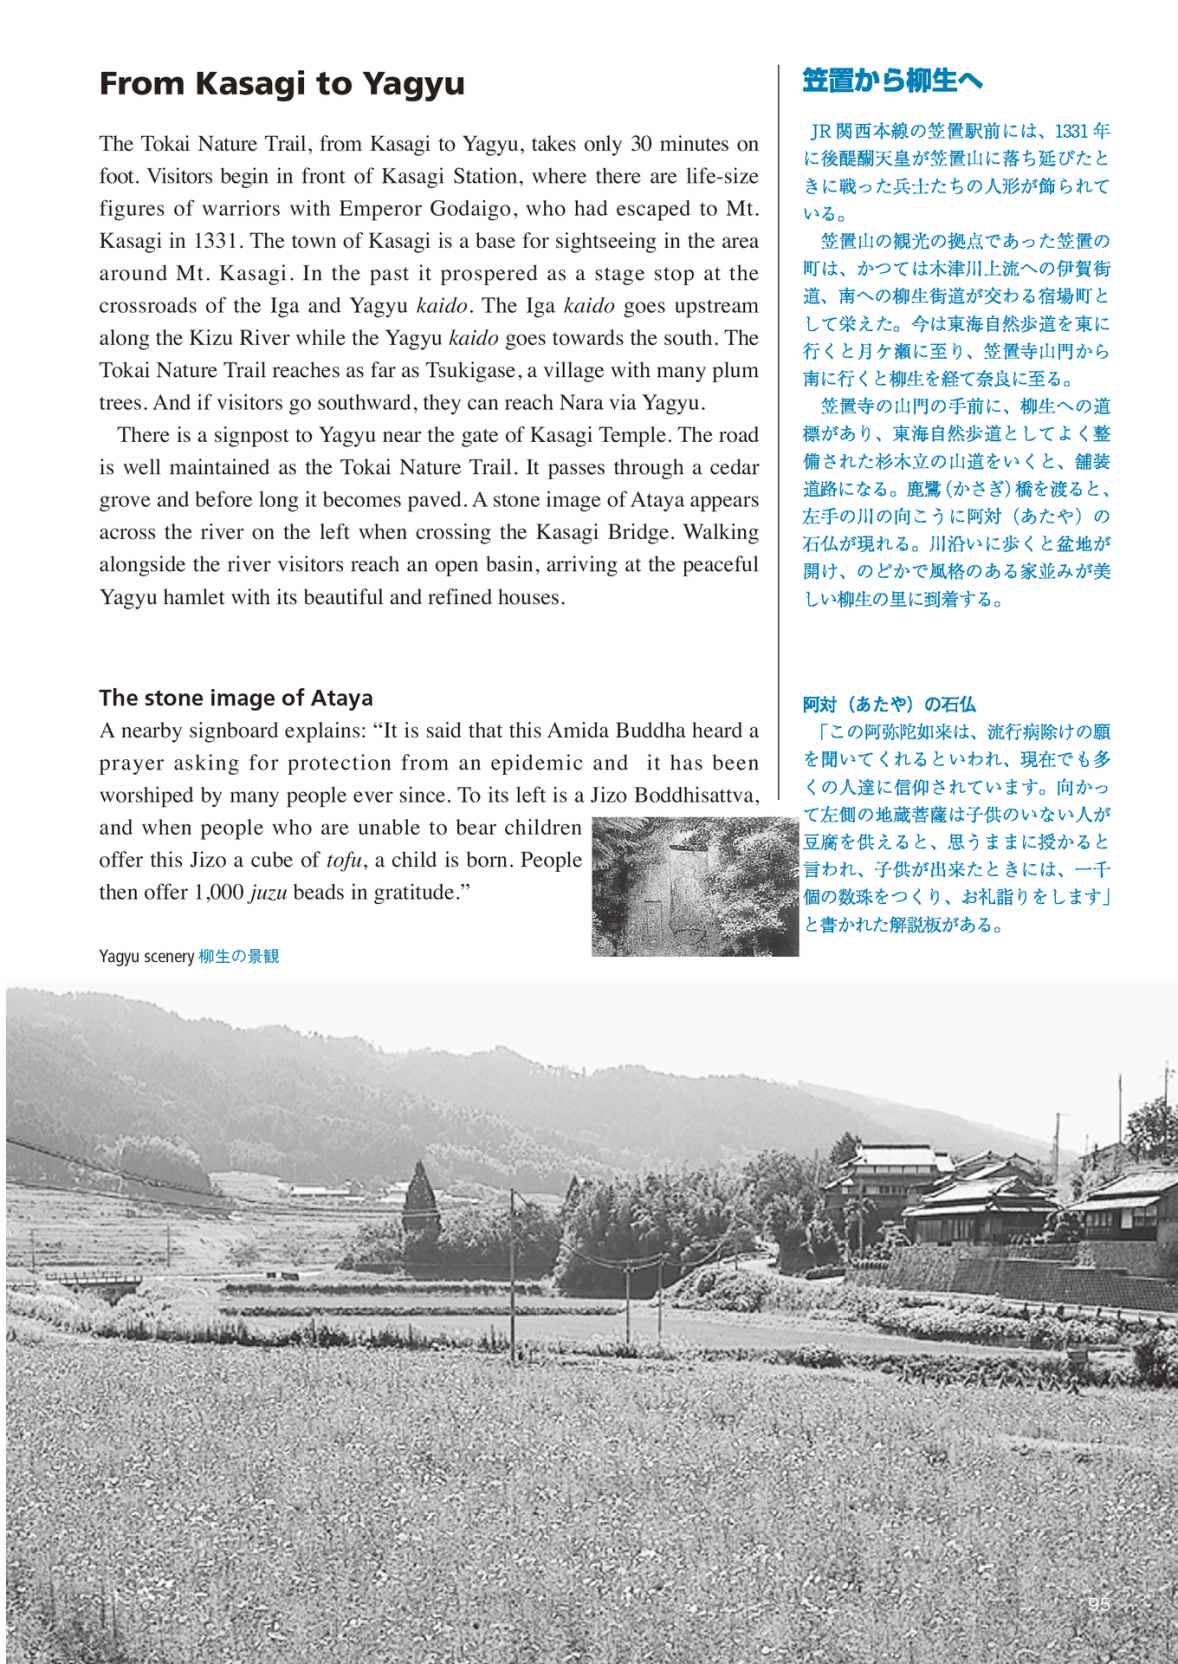 From Kasagi to Yagyu
The Tokai Nature Trail, from Kasagi to Yagyu, takes only 30 minutes on
foot. Visitors begin in front of Kasagi Station, where there are life-size
figures of warriors with Emperor Godaigo, who had escaped to Mt.
Kasagi in 1331. The town of Kasagi is a base for sightseeing in the area
around Mt. Kasagi. In the past it prospered as a stage stop at the
crossroads of the Iga and Yagyu kaido. The Iga kaido goes upstream
along the Kizu River while the Yagyu kaido goes towards the south. The
Tokai Nature Trail reaches as far as Tsukigase, a village with many plum
trees. And if visitors go southward, they can reach Nara via Yagyu.
There is a signpost to Yagyu near the gate of Kasagi Temple. The road
is well maintained as the Tokai Nature Trail. It passes through a cedar
grove and before long it becomes paved. A stone image of Ataya appears
across the river on the left when crossing the Kasagi Bridge. Walking
alongside the river visitors reach an open basin, arriving at the peaceful
Yagyu hamlet with its beautiful and refined houses.
The stone image of Ataya
A nearby signboard explains: “It is said that this Amida Buddha heard a
prayer asking for protection from an epidemic and it has been
worshiped by many people ever since. To its left is a Jizo Boddhisattva,
and when people who are unable to bear children
offer this Jizo a cube of tofu, a child is born. People
then offer 1,000 juzu beads in gratitude.”
Yagyu scenery 柳生の景観
笠置から柳生へ
JR関西本線の笠置駅前には、1331年
に後醍醐天皇が笠置山に落ち延びたと
きに戦った兵士たちの人形が飾られて
いる。
笠置山の観光の拠点であった笠置の
町は、かつては木津川上流への伊賀街
道、南への柳生街道が交わる宿場町と
して栄えた。今は東海自然歩道を東に
行くと月ケ瀬に至り、笠置寺山門から
南に行くと柳生を経て奈良に至る。
笠置寺の山門の手前に、柳生への道
標があり、東海自然歩道としてよく整
備された杉木立の山道をいくと、舗装
道路になる。鹿鷺（かさぎ）橋を渡ると、
左手の川の向こうに阿対（あたや）の
石仏が現れる。川沿いに歩くと盆地が
開け、のどかで風格のある家並みが美
しい柳生の里に到着する。
阿対（あたや）の石仏
「この阿弥陀如来は、流行病除けの願
を聞いてくれるといわれ、現在でも多
くの人達に信仰されています。向かっ
て左側の地蔵菩薩は子供のいない人が
豆腐を供えると、思うままに授かると
言われ、子供が出来たときには、一千
個の数珠をつくり、お礼詣りをします」
と書かれた解説板がある。
95